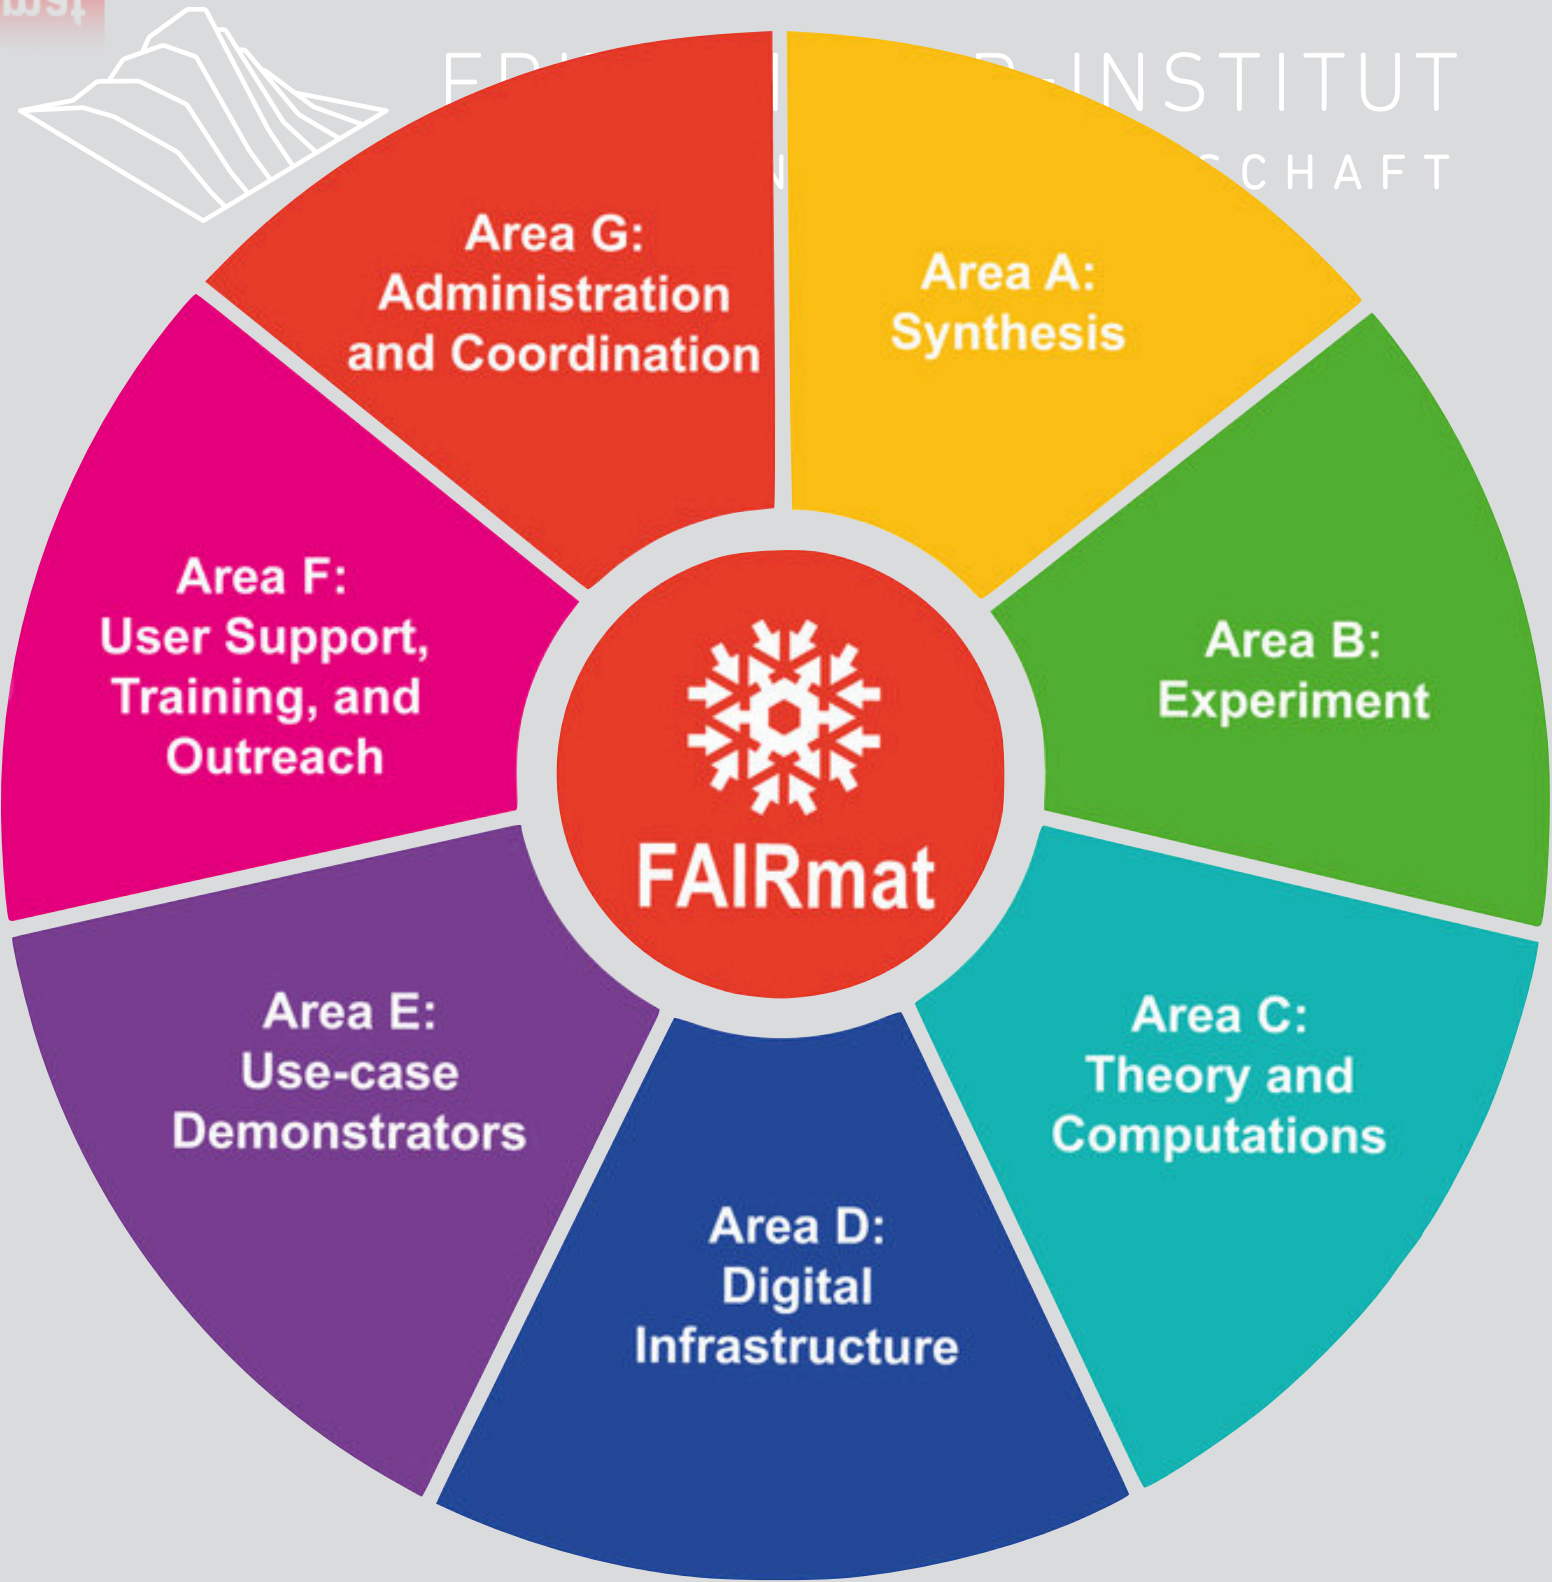 -INSTITUT
Area G:
Administration
and Coordination
Area A:
Synthesis
Area B:
Experiment
Area C:
Theory and
Computations
Area D:
Digital
Infrastructure
Area E:
Use-case
Demonstrators
Area F:
User Support,
Training, and
Outreach
FAIRmat